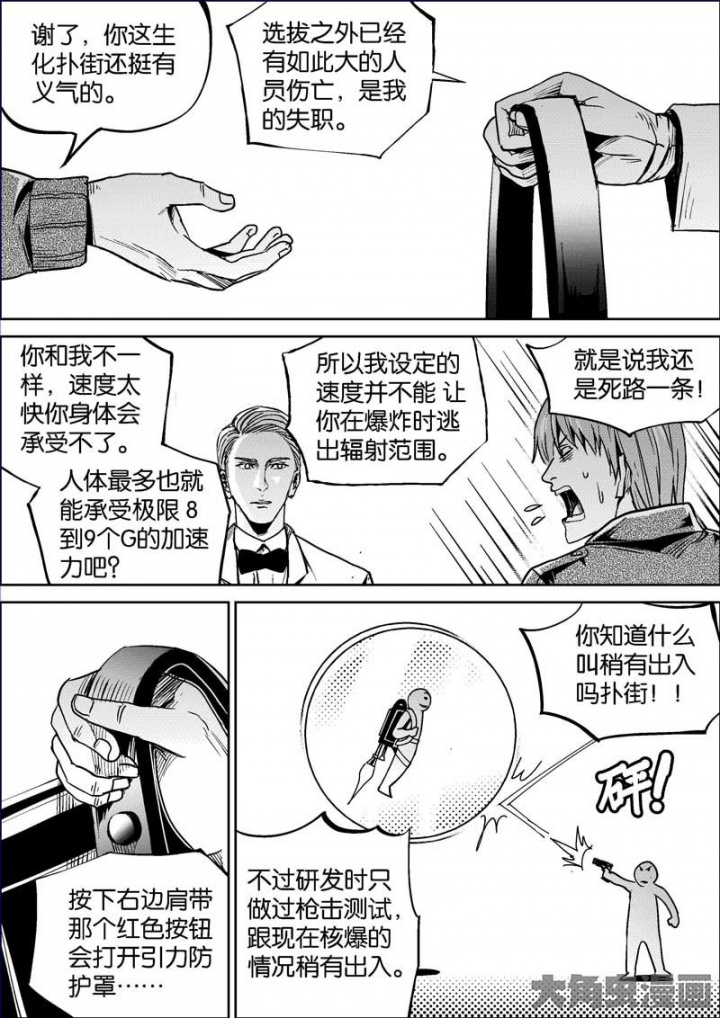 谢了，你这生
化扑街还挺有
义气的。
选拔之外已经
有如此大的人
员伤亡，是我
的失职。
你和我不一
样，速度太
快你身体会
承受不了。
人体最多也就
能承受极限 8
到9个G的加速
力吧？
所以我设定的
速度并不能 让
你在爆炸时逃
出辐射范围。
就是说我还
是死路一条！
按下右边肩带
那个红色按钮
会打开引力防
护罩……
不过研发时只
做过枪击测试，
跟现在核爆的
情况稍有出入。
你知道什么
叫稍有出入
吗扑街！！
砰！
大角虫漫画